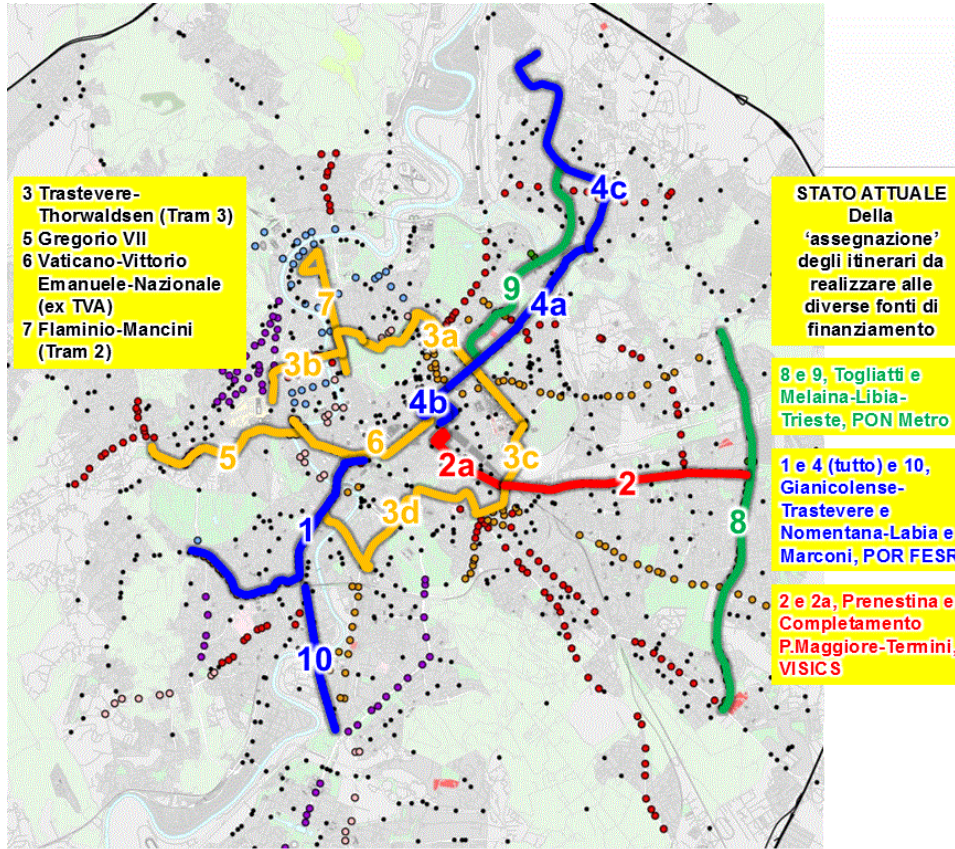 3 Trastevere-
Thorwaldsen (Tram 3)
5 Gregorio VII
6 Vaticano-Vittorio
Emanuele-Nazionale
(ex TVA)
7 Flaminio-Mancini
(Tram 2)
STATO ATTUALE
Della
‘assegnazione’
degli itinerari da
realizzare alle
diverse fonti di
finanziamento
8 e 9, Togliatti e
Melaina-Libia-
Trieste, PON Metro
1 e 4 (tutto) e 10,
Gianicolense-
Trastevere e
Nomentana-Labia e
Marconi, POR FESR
2 e 2a, Prenestina e
Completamento
P.Maggiore-Termini,
VISICS
4c
9
4a
7
3a
3b
4b
6
5
2a
3c
2
3d
1
8
10